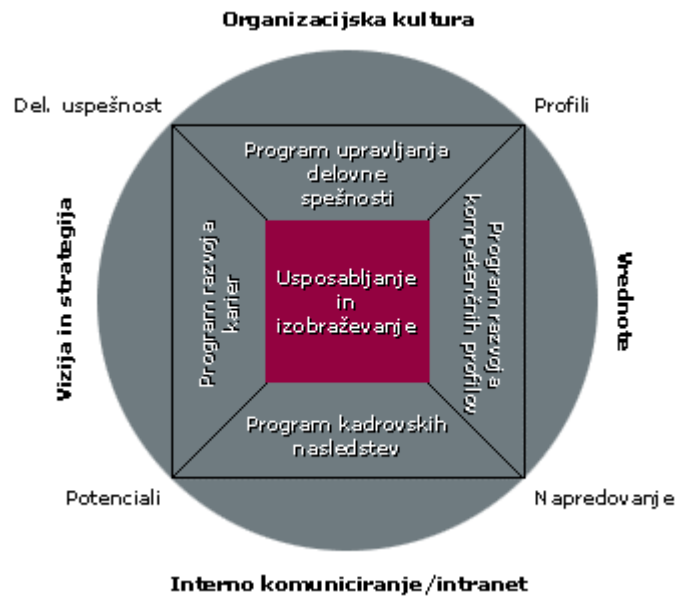 Organizacijska kultura
Del. uspešnost
Profili
Program upravljanja
delovne
spešnosti
Vizija in strategija
Program razvoja
karier
Usposabljanje
in
izobraževanje
Program razvoja
kompetenčnih profilov
Vrednote
Program kadrovskih
nasledstev
Potenciali
Napredovanje
Interno komuniciranje/intranet